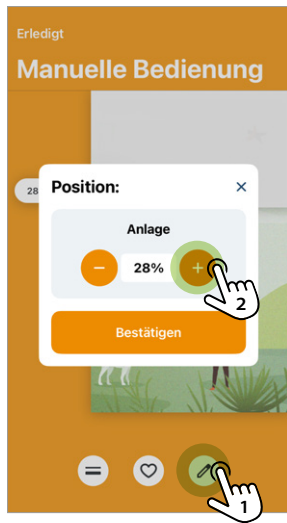 Erledigt
Manuelle Bedienung
28
Position:
×
Anlage
− 28% +
Bestätigen
2
1